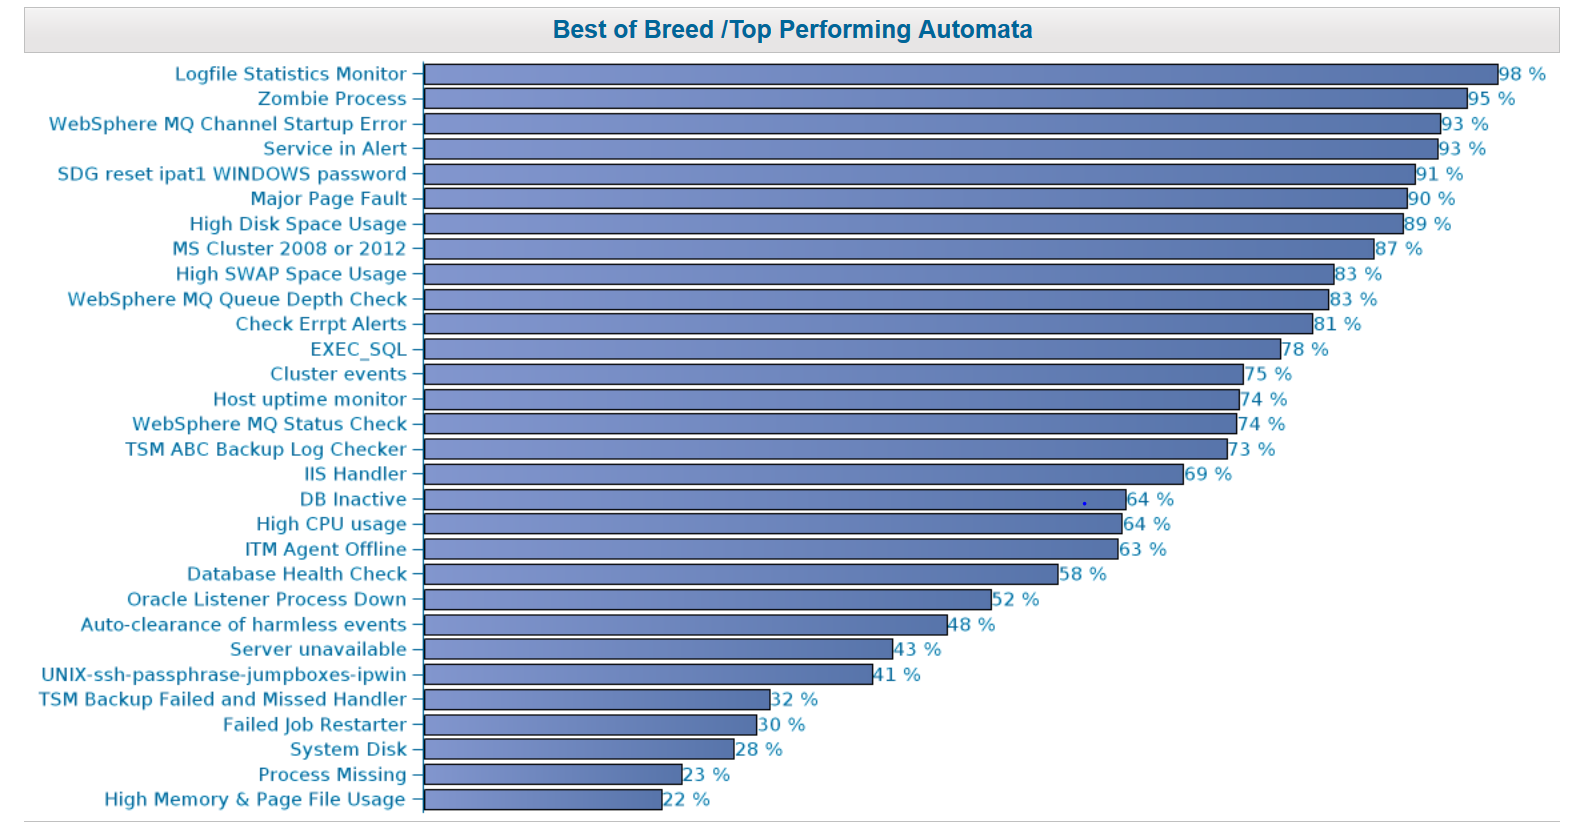 Best of Breed /Top Performing Automata
Logfile Statistics Monitor 98 %
Zombie Process 95 %
WebSphere MQ Channel Startup Error 93 %
Service in Alert 93 %
SDG reset ipat1 WINDOWS password 91 %
Major Page Fault 90 %
High Disk Space Usage 89 %
MS Cluster 2008 or 2012 87 %
High SWAP Space Usage 83 %
WebSphere MQ Queue Depth Check 83 %
Check Errpt Alerts 81 %
EXEC_SQL 78 %
Cluster events 75 %
Host uptime monitor 74 %
WebSphere MQ Status Check 74 %
TSM ABC Backup Log Checker 73 %
IIS Handler 69 %
DB Inactive 64 %
High CPU usage 64 %
ITM Agent Offline 63 %
Database Health Check 58 %
Oracle Listener Process Down 52 %
Auto-clearance of harmless events 48 %
Server unavailable 43 %
UNIX-ssh-passphrase-jumpboxes-ipwin 41 %
TSM Backup Failed and Missed Handler 32 %
Failed Job Restarter 30 %
System Disk 28 %
Process Missing 23 %
High Memory & Page File Usage 22 %